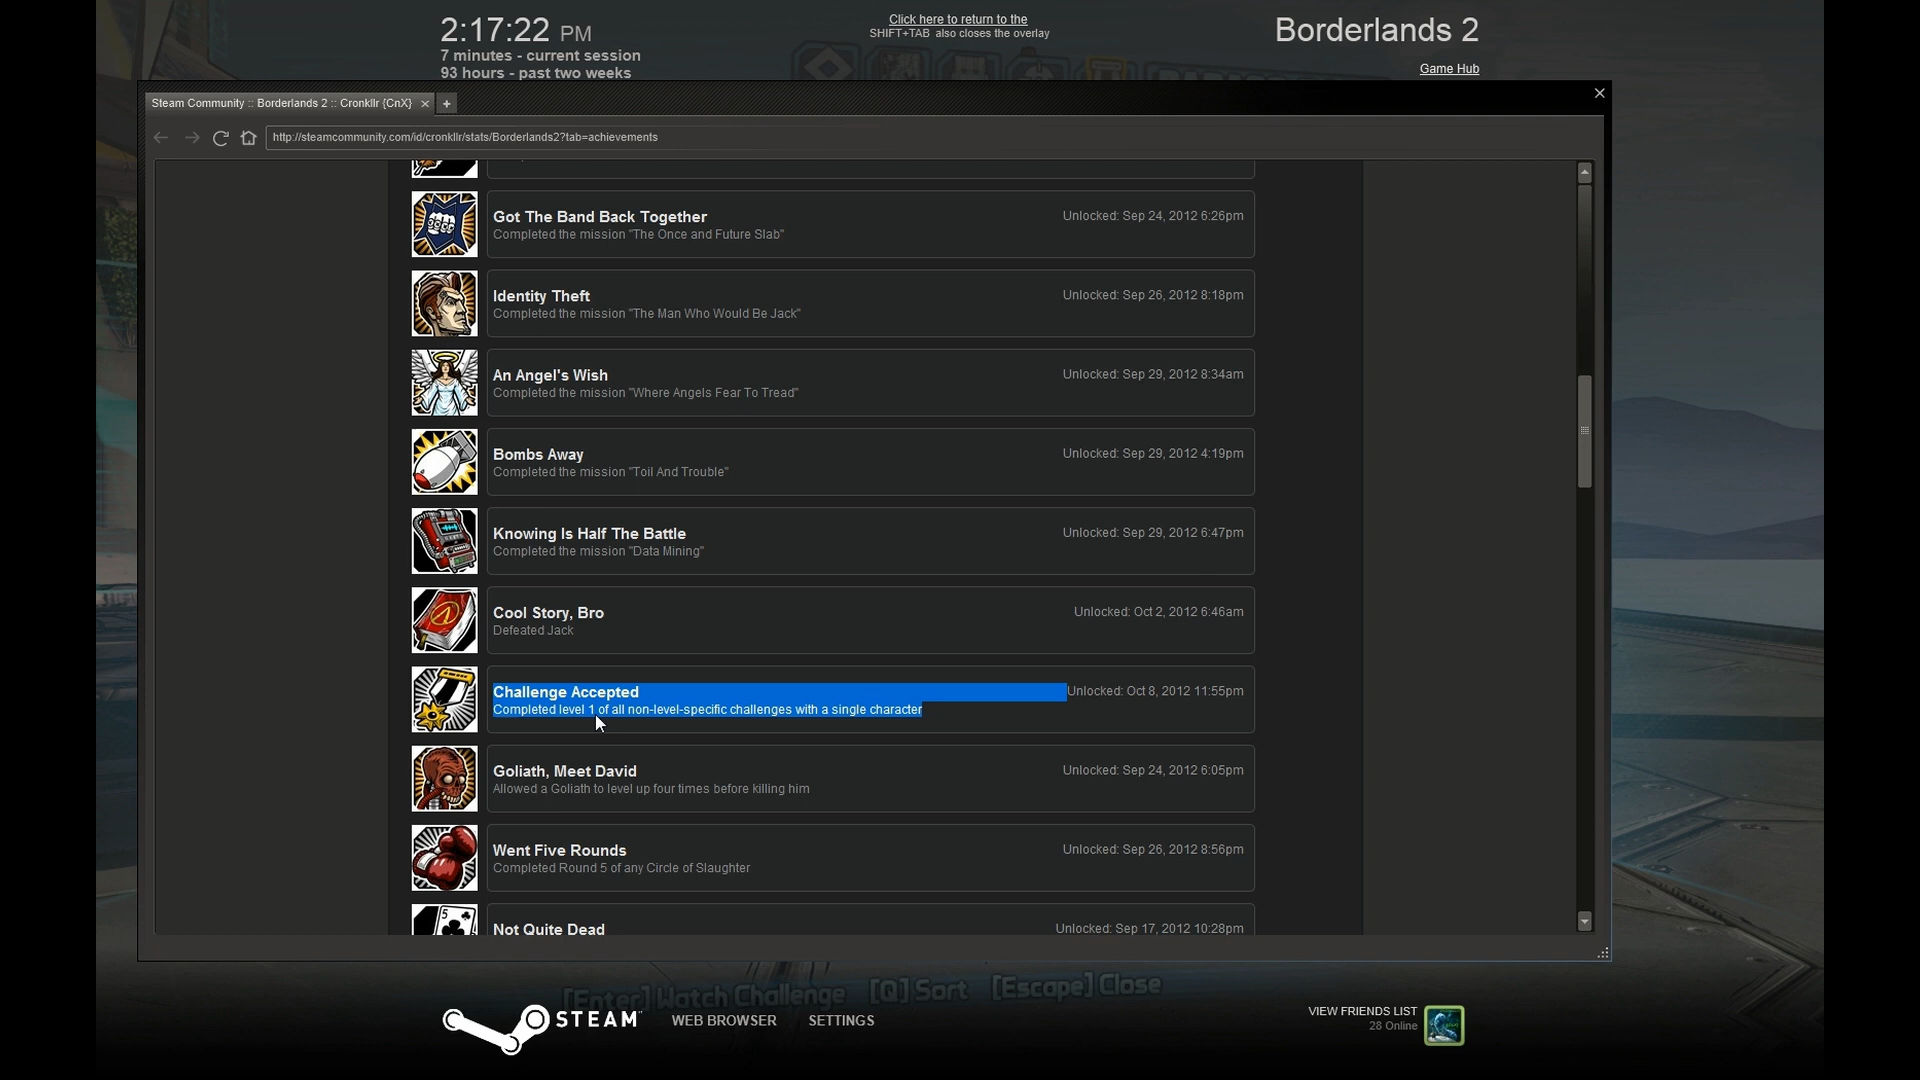 2:17:22 PM
7 minutes - current session
93 hours - past two weeks
Click here to return to the
SHIFT+TAB also closes the overlay
Borderlands 2
Game Hub
Steam Community :: Borderlands 2 :: Cronkllr {CnX}
http://steamcommunity.com/id/cronkllr/stats/Borderlands2?tab=achievements
Got The Band Back Together
Unlocked: Sep 24, 2012 6:26pm
Completed the mission "The Once and Future Slab"
Identity Theft
Unlocked: Sep 26, 2012 8:18pm
Completed the mission "The Man Who Would Be Jack"
An Angel's Wish
Unlocked: Sep 29, 2012 8:34am
Completed the mission "Where Angels Fear To Tread"
Bombs Away
Unlocked: Sep 29, 2012 4:19pm
Completed the mission "Toil And Trouble"
Knowing Is Half The Battle
Unlocked: Sep 29, 2012 6:47pm
Completed the mission "Data Mining"
Cool Story, Bro
Unlocked: Oct 2, 2012 6:46am
Defeated Jack
Challenge Accepted
Unlocked: Oct 8, 2012 11:55pm
Completed level 1 of all non-level-specific challenges with a single character
Goliath, Meet David
Unlocked: Sep 24, 2012 6:05pm
Allowed a Goliath to level up four times before killing him
Went Five Rounds
Unlocked: Sep 26, 2012 8:56pm
Completed Round 5 of any Circle of Slaughter
5
Not Quite Dead
Unlocked: Sep 17, 2012 10:28pm
[Enter] Watch Challenge [Q] Sort [Escape] Close
STEAM
WEB BROWSER
SETTINGS
VIEW FRIENDS LIST
28 Online